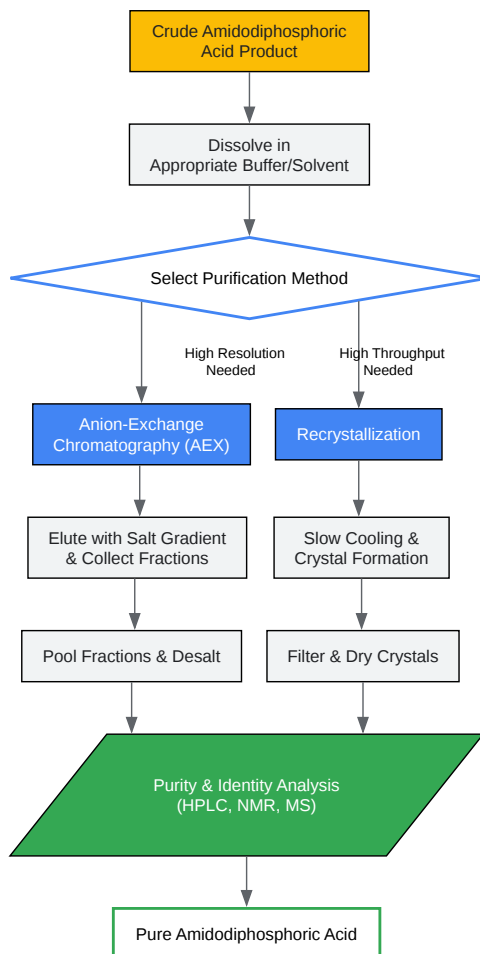 Crude Amidodiphosphoric
Acid Product
Dissolve in
Appropriate Buffer/Solvent
Select Purification Method
High Resolution
Needed
High Throughput
Needed
Anion-Exchange
Chromatography (AEX)
Recrystallization
Elute with Salt Gradient
& Collect Fractions
Slow Cooling &
Crystal Formation
Pool Fractions & Desalt
Filter & Dry Crystals
Purity & Identity Analysis
(HPLC, NMR, MS)
Pure Amidodiphosphoric Acid